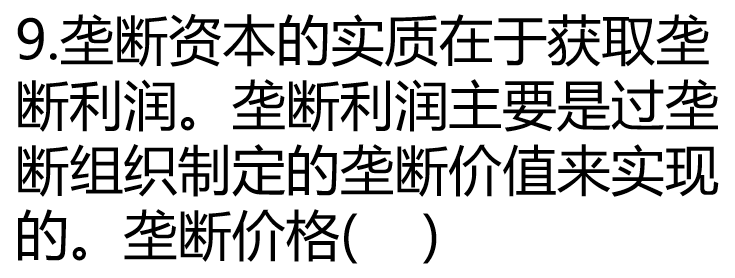 9.垄断资本的实质在于获取垄
断利润。垄断利润主要是过垄
断组织制定的垄断价值来实现
的。垄断价格(    )